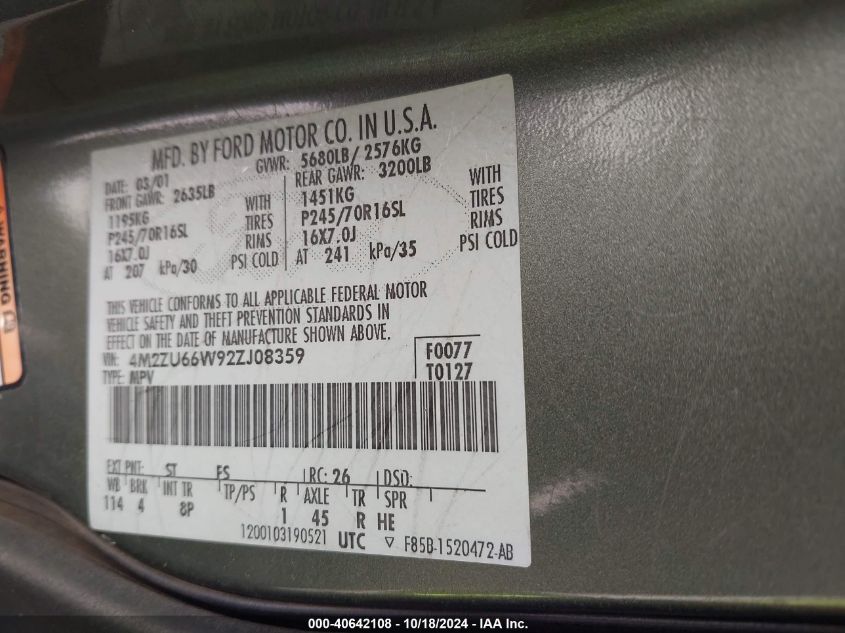 MFD. BY FORD MOTOR CO. IN U.S.A.
DATE: 03/01 GVWR: 5680LB/ 2576KG
FRONT GAWR: 2635LB REAR GAWR: 3200LB
1195KG WITH 1451KG WITH
P245/70R16SL TIRES P245/70R16SL TIRES
16X7.0J RIMS 16X7.0J RIMS
AT 207 kPa/30 PSI COLD AT 241 kPa/35 PSI COLD
THIS VEHICLE CONFORMS TO ALL APPLICABLE FEDERAL MOTOR
VEHICLE SAFETY AND THEFT PREVENTION STANDARDS IN
EFFECT ON THE DATE OF MANUFACTURE SHOWN ABOVE.
VIN: 4M2ZU66W92ZJ08359 F0077
TYPE: MPV T0127
EXT PNT: ST FS RC: 26 DSO:
WB BRK INT TR TP/PS R AXLE TR SPR
114 4 8P 1 45 R HE
1200103190521 UTC F85B-1520472-AB
WARNING
000-40642108 - 10/18/2024 - IAA Inc.